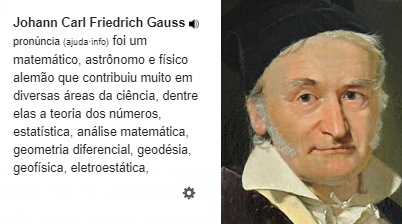 Johann Carl Friedrich Gauss
pronúncia (ajuda·info) foi um
matemático, astrônomo e físico
alemão que contribuiu muito em
diversas áreas da ciência, dentre
elas a teoria dos números,
estatística, análise matemática,
geometria diferencial, geodésia,
geofísica, eletroestática,